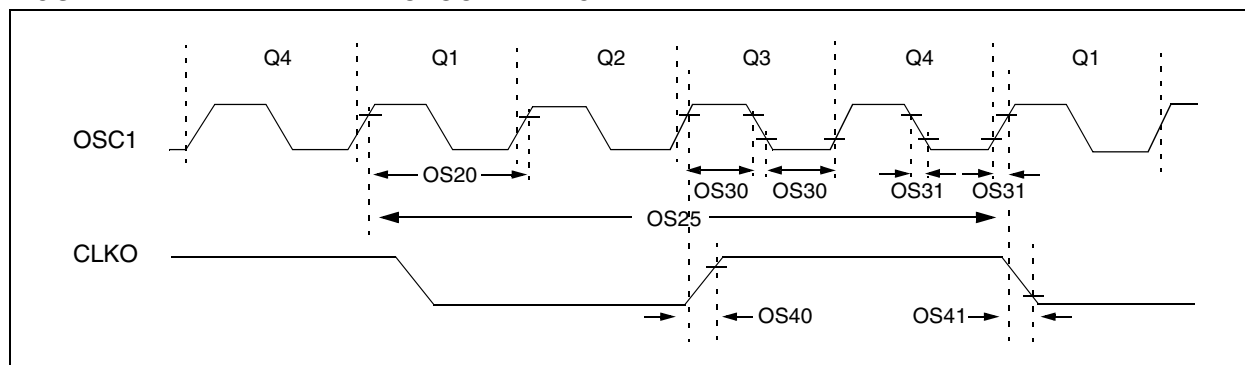 Q4 Q1 Q2 Q3 Q4 Q1
OSC1
OS20 OS30 OS30 OS31 OS31
OS25
CLKO
OS40 OS41